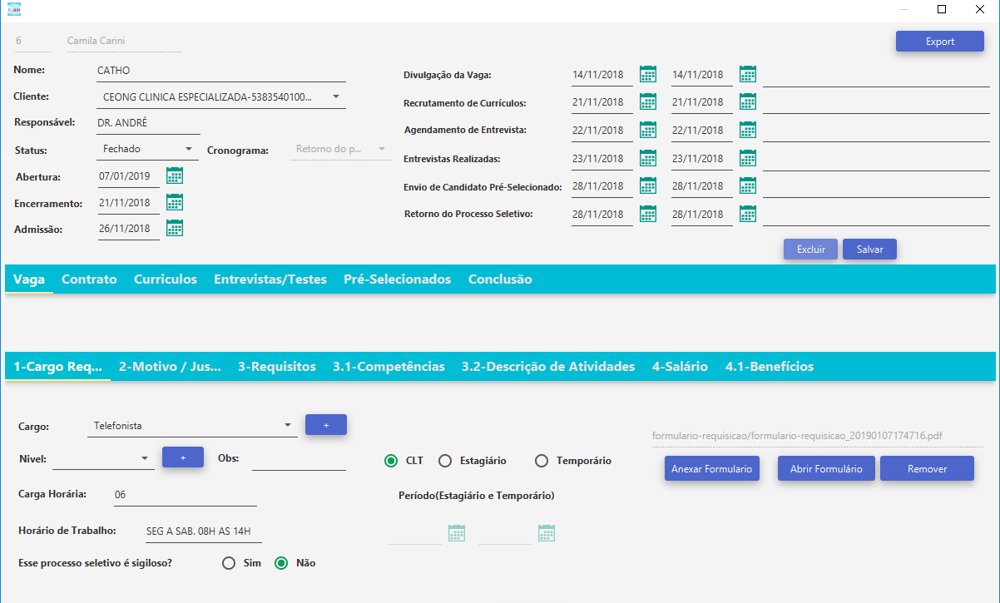 6 Camila Carini
Export
Nome: CATHO
Cliente: CEONG CLINICA ESPECIALIZADA-5383540100...
Responsável: DR. ANDRÉ
Status: Fechado Cronograma: Retorno do p...
Abertura: 07/01/2019
Encerramento: 21/11/2018
Admissão: 26/11/2018
Divulgação da Vaga: 14/11/2018 14/11/2018
Recrutamento de Currículos: 21/11/2018 21/11/2018
Agendamento de Entrevista: 22/11/2018 22/11/2018
Entrevistas Realizadas: 23/11/2018 23/11/2018
Envio de Candidato Pré-Selecionado: 28/11/2018 28/11/2018
Retorno do Processo Seletivo: 28/11/2018 28/11/2018
Excluir Salvar
Vaga Contrato Curriculos Entrevistas/Testes Pré-Selecionados Conclusão
1-Cargo Req... 2-Motivo / Jus... 3-Requisitos 3.1-Competências 3.2-Descrição de Atividades 4-Salário 4.1-Benefícios
Cargo: Telefonista +
Nivel: + Obs:
Carga Horária: 06
Horário de Trabalho: SEG A SAB. 08H AS 14H
Esse processo seletivo é sigiloso? Sim Não
CLT Estagiário Temporário
Período(Estagiário e Temporário)
formulario-requisicao/formulario-requisicao_20190107174716.pdf
Anexar Formulario Abrir Formulário Remover